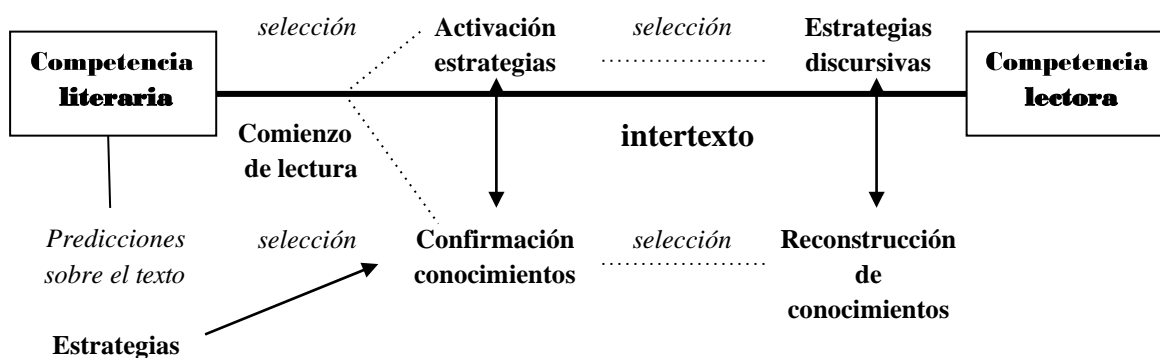 selección
Activación
estrategias
selección
Estrategias
discursivas
Competencia
literaria
Competencia
lectora
Comienzo
de lectura
intertexto
Predicciones
sobre el texto
selección
Confirmación
conocimientos
selección
Reconstrucción
de
conocimientos
Estrategias